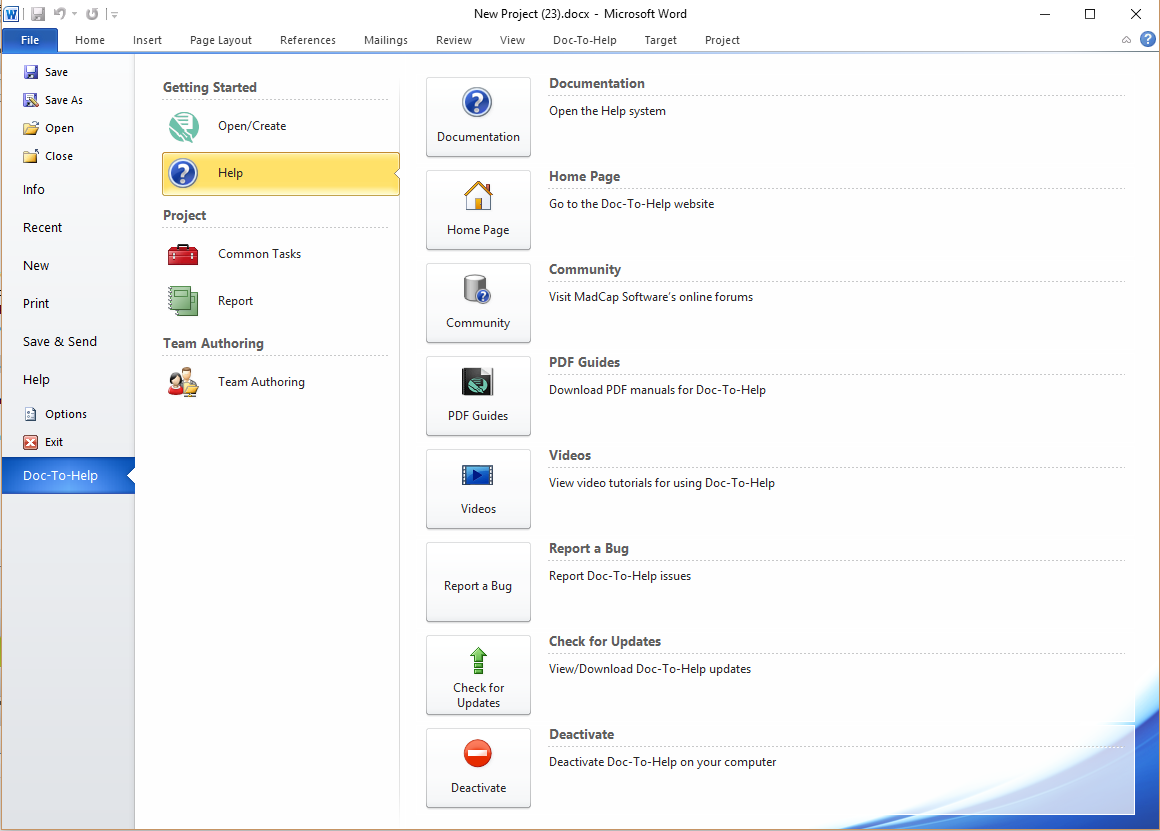 New Project (23).docx - Microsoft Word
File Home Insert Page Layout References Mailings Review View Doc-To-Help Target Project
Save
Save As
Open
Close
Info
Recent
New
Print
Save & Send
Help
Options
Exit
Doc-To-Help
Getting Started
Open/Create
Help
Project
Common Tasks
Report
Team Authoring
Team Authoring
Documentation
Documentation
Open the Help system
Home Page
Home Page
Go to the Doc-To-Help website
Community
Community
Visit MadCap Software's online forums
PDF Guides
PDF Guides
Download PDF manuals for Doc-To-Help
Videos
Videos
View video tutorials for using Doc-To-Help
Report a Bug
Report a Bug
Report Doc-To-Help issues
Check for
Updates
Check for Updates
View/Download Doc-To-Help updates
Deactivate
Deactivate
Deactivate Doc-To-Help on your computer